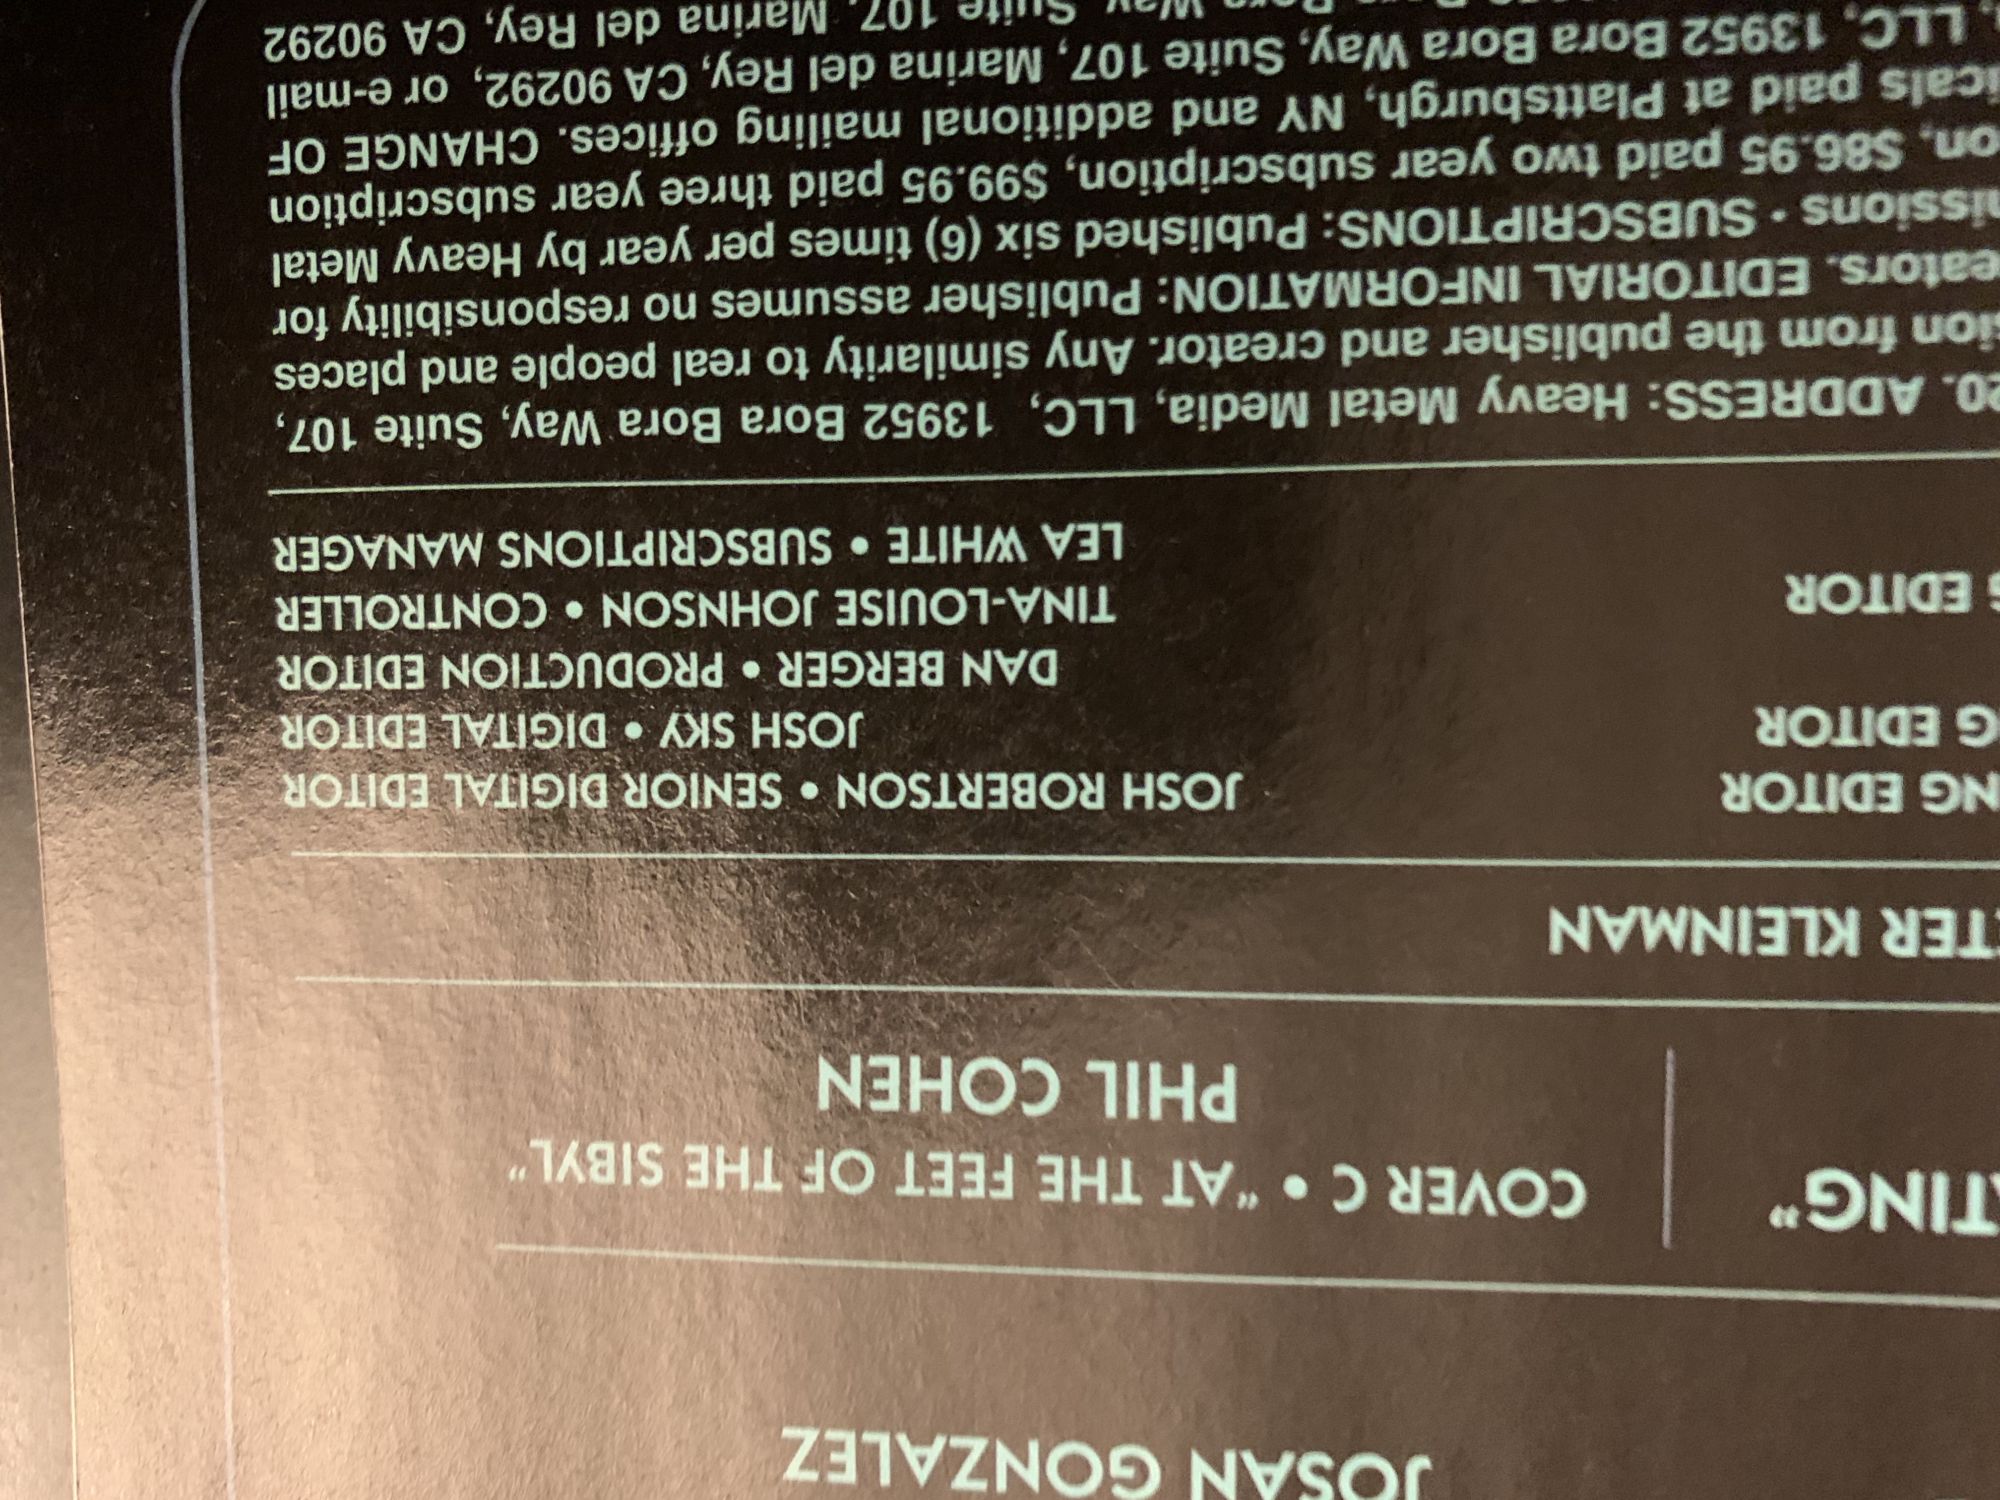 JOSAN GONZALEZ
TING"
COVER C • "AT THE FEET OF THE SIBYL"
PHIL COHEN
TER KLEINMAN
NG EDITOR
JOSH ROBERTSON • SENIOR DIGITAL EDITOR
G EDITOR
JOSH SKY • DIGITAL EDITOR
DAN BERGER • PRODUCTION EDITOR
G EDITOR
TINA-LOUISE JOHNSON • CONTROLLER
LEA WHITE • SUBSCRIPTIONS MANAGER
20. ADDRESS: Heavy Metal Media, LLC, 13952 Bora Bora Way, Suite 107,
sion from the publisher and creator. Any similarity to real people and places
eators. EDITORIAL INFORMATION: Publisher assumes no responsibility for
nissions • SUBSCRIPTIONS: Published six (6) times per year by Heavy Metal
on, $86.95 paid two year subscription, $99.95 paid three year subscription
icals paid at Plattsburgh, NY and additional mailing offices. CHANGE OF
, LLC, 13952 Bora Bora Way, Suite 107, Marina del Rey, CA 90292, or e-mail
Bora Bora Way, Suite 107, Marina del Rey, CA 90292